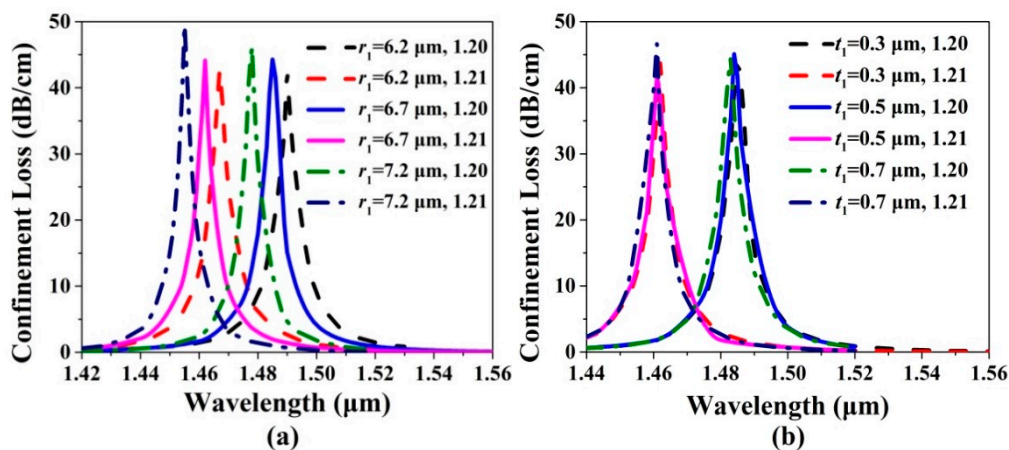 Confinement Loss (dB/cm)
50
40
30
20
10
0
r₁=6.2 μm, 1.20
r₁=6.2 μm, 1.21
r₁=6.7 μm, 1.20
r₁=6.7 μm, 1.21
r₁=7.2 μm, 1.20
r₁=7.2 μm, 1.21
1.42 1.44 1.46 1.48 1.50 1.52 1.54 1.56
Wavelength (μm)
(a)
Confinement Loss (dB/cm)
50
40
30
20
10
0
t₁=0.3 μm, 1.20
t₁=0.3 μm, 1.21
t₁=0.5 μm, 1.20
t₁=0.5 μm, 1.21
t₁=0.7 μm, 1.20
t₁=0.7 μm, 1.21
1.44 1.46 1.48 1.50 1.52 1.54 1.56
Wavelength (μm)
(b)